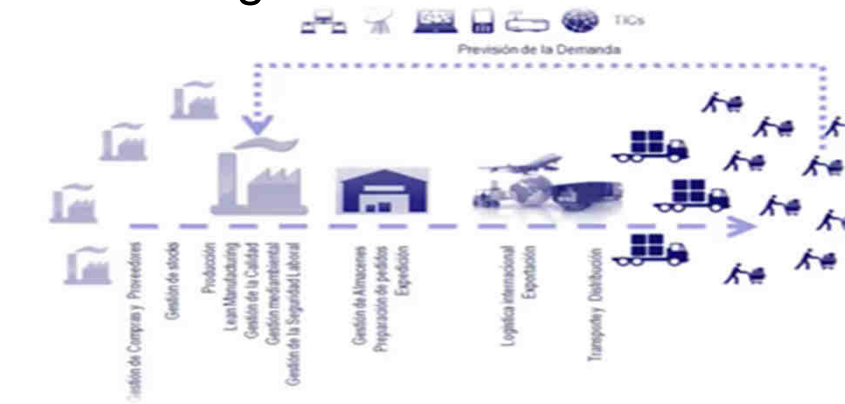 TICs
Previsión de la Demanda
Gestión de Compras y Proveedores
Gestión de stocks
Producción
Lean Manufacturing
Gestión de la Calidad
Gestión mediambiental
Gestión de la Seguridad Laboral
Gestión de Almacenes
Preparación de pedidos
Expedición
Logística internacional
Exportación
Transporte y Distribución